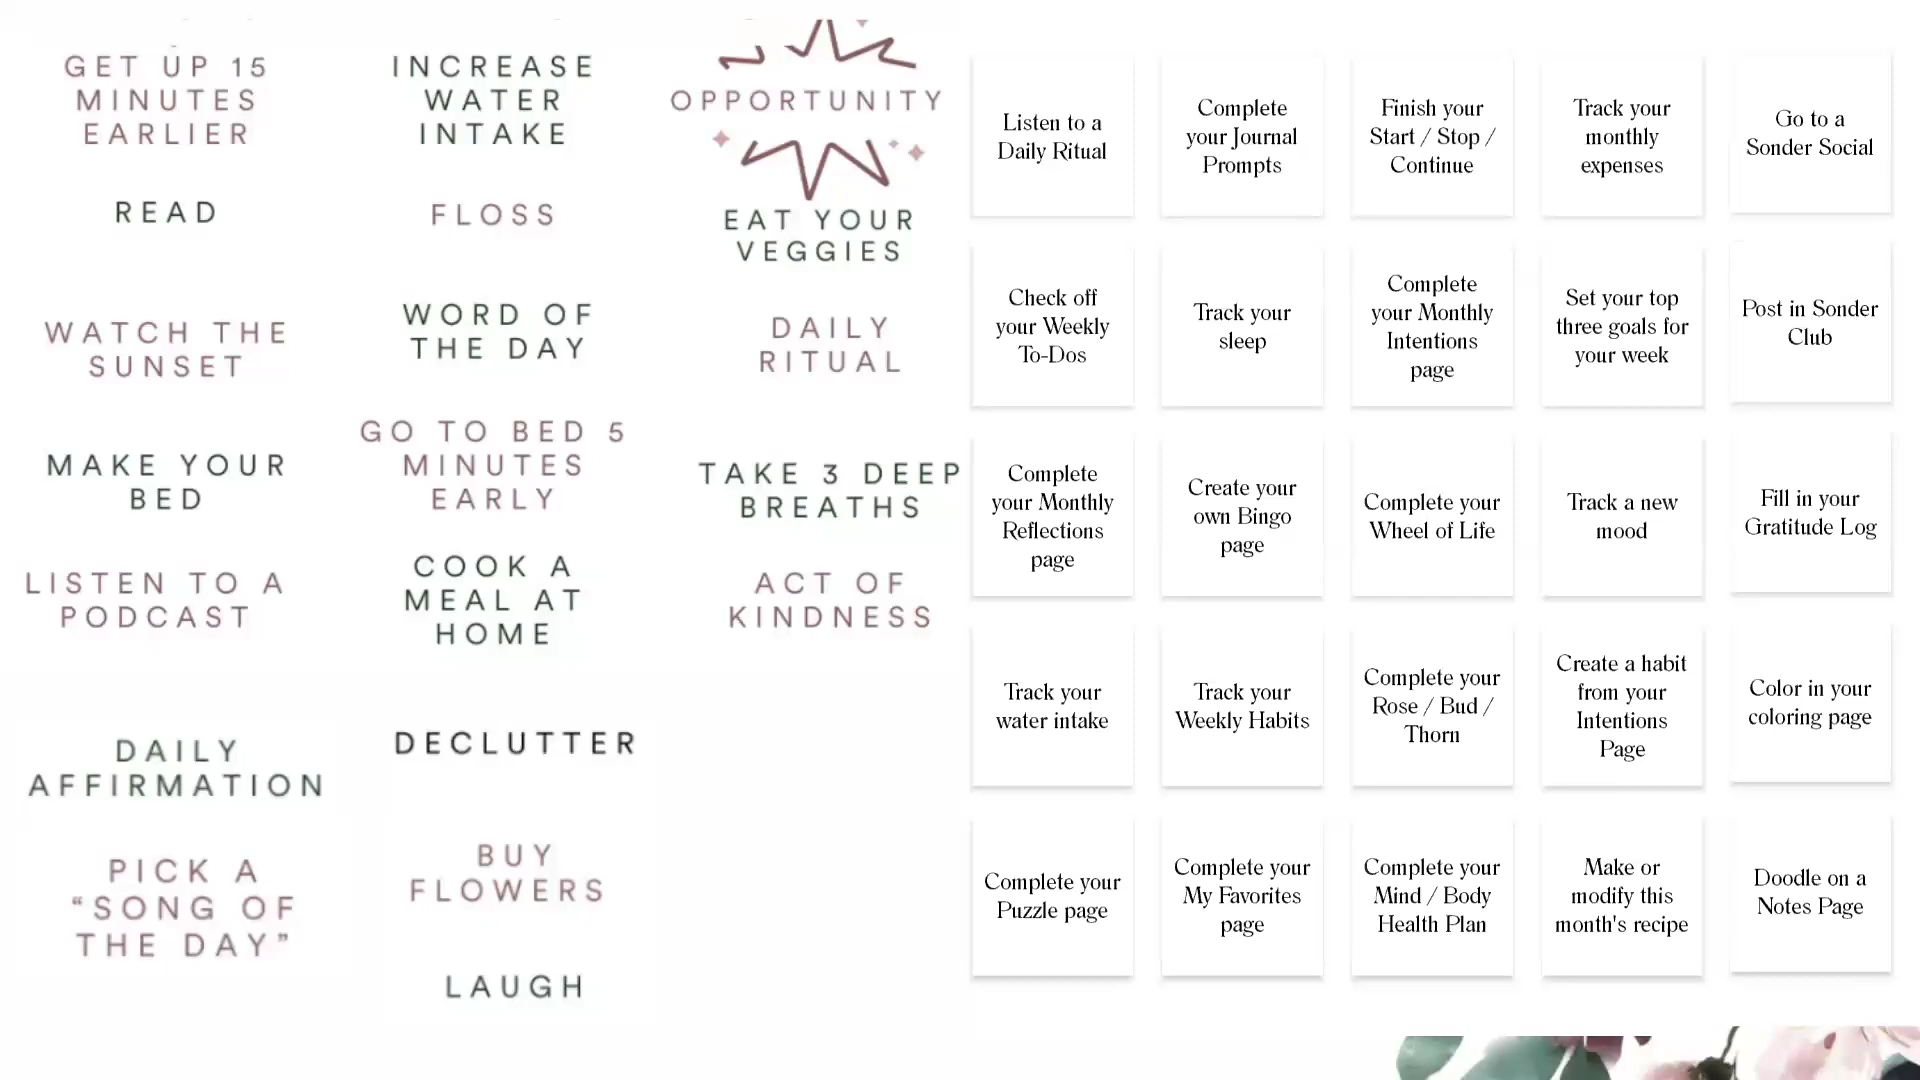 GET UP 15
MINUTES
EARLIER
READ
WATCH THE
SUNSET
MAKE YOUR
BED
LISTEN TO A
PODCAST
DAILY
AFFIRMATION
PICK A
“SONG OF
THE DAY”
INCREASE
WATER
INTAKE
FLOSS
WORD OF
THE DAY
GO TO BED 5
MINUTES
EARLY
COOK A
MEAL AT
HOME
DECLUTTER
BUY
FLOWERS
LAUGH
OPPORTUNITY
EAT YOUR
VEGGIES
DAILY
RITUAL
TAKE 3 DEEP
BREATHS
ACT OF
KINDNESS
Listen to a
Daily Ritual
Complete
your Journal
Prompts
Finish your
Start / Stop /
Continue
Track your
monthly
expenses
Go to a
Sonder Social
Check off
your Weekly
To-Dos
Track your
sleep
Complete
your Monthly
Intentions
page
Set your top
three goals for
your week
Post in Sonder
Club
Complete
your Monthly
Reflections
page
Create your
own Bingo
page
Complete your
Wheel of Life
Track a new
mood
Fill in your
Gratitude Log
Track your
water intake
Track your
Weekly Habits
Complete your
Rose / Bud /
Thorn
Create a habit
from your
Intentions
Page
Color in your
coloring page
Complete your
Puzzle page
Complete your
My Favorites
page
Complete your
Mind / Body
Health Plan
Make or
modify this
month's recipe
Doodle on a
Notes Page